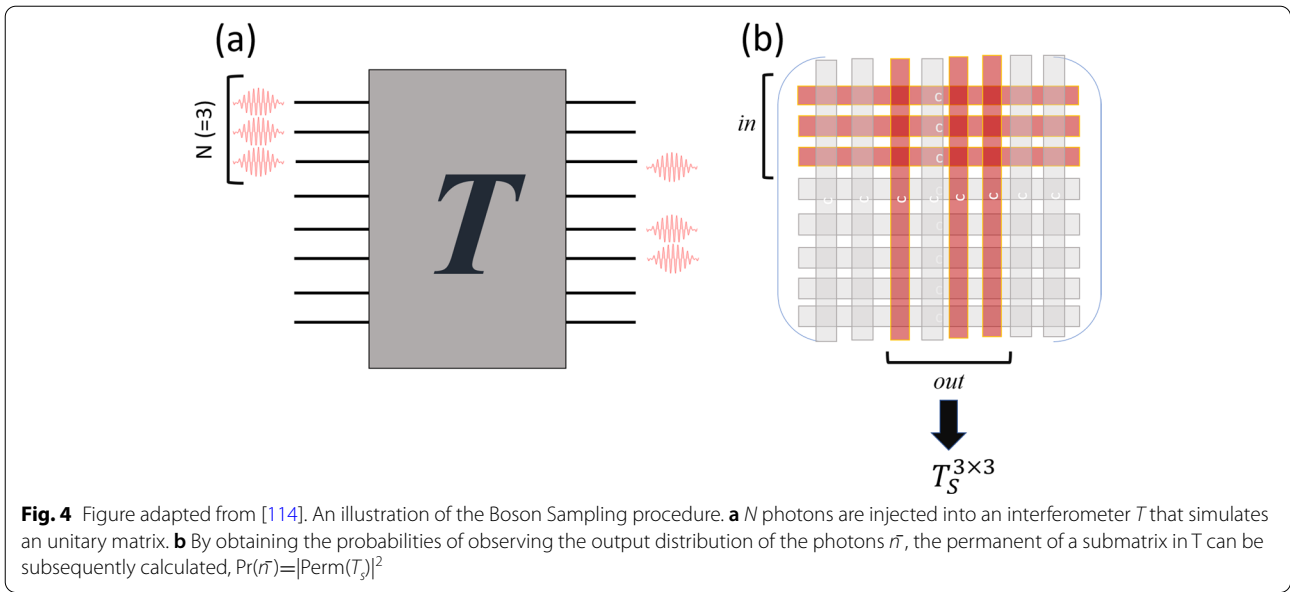 (a)
(b)
N (=3)
T
in
C
C
C
C C C C C C C
out
T_S^{3×3}
Fig. 4 Figure adapted from [114]. An illustration of the Boson Sampling procedure. a N photons are injected into an interferometer T that simulates
an unitary matrix. b By obtaining the probabilities of observing the output distribution of the photons n̄, the permanent of a submatrix in T can be
subsequently calculated, Pr(n̄)=|Perm(T_s)|²